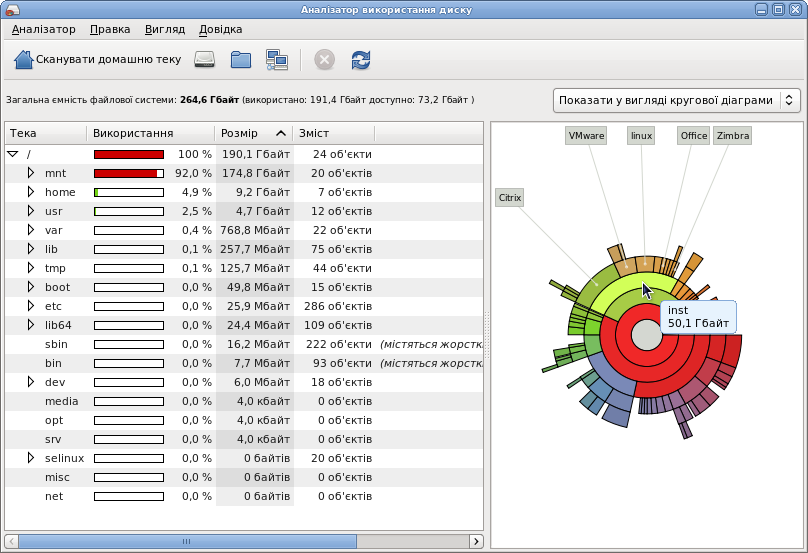 Аналізатор використання диску
Аналізатор Правка Вигляд Довідка
Сканувати домашню теку
Загальна ємність файлової системи: 264,6 Гбайт (використано: 191,4 Гбайт доступно: 73,2 Гбайт )
Показати у вигляді кругової діаграми
Тека Використання Розмір Зміст
/ 100 % 190,1 Гбайт 24 об'єкти
mnt 92,0 % 174,8 Гбайт 20 об'єктів
home 4,9 % 9,2 Гбайт 7 об'єктів
usr 2,5 % 4,7 Гбайт 12 об'єктів
var 0,4 % 768,8 Мбайт 22 об'єкти
lib 0,1 % 257,7 Мбайт 75 об'єктів
tmp 0,1 % 125,7 Мбайт 44 об'єкти
boot 0,0 % 49,8 Мбайт 15 об'єктів
etc 0,0 % 25,9 Мбайт 286 об'єктів
lib64 0,0 % 24,4 Мбайт 109 об'єктів
sbin 0,0 % 16,2 Мбайт 222 об'єкти (містяться жорстк
bin 0,0 % 7,7 Мбайт 93 об'єкти (містяться жорстк
dev 0,0 % 6,0 Мбайт 18 об'єктів
media 0,0 % 4,0 кбайт 0 об'єктів
opt 0,0 % 4,0 кбайт 0 об'єктів
srv 0,0 % 4,0 кбайт 0 об'єктів
selinux 0,0 % 0 байтів 20 об'єктів
misc 0,0 % 0 байтів 0 об'єктів
net 0,0 % 0 байтів 0 об'єктів
VMware linux Office Zimbra
Citrix
inst
50,1 Гбайт